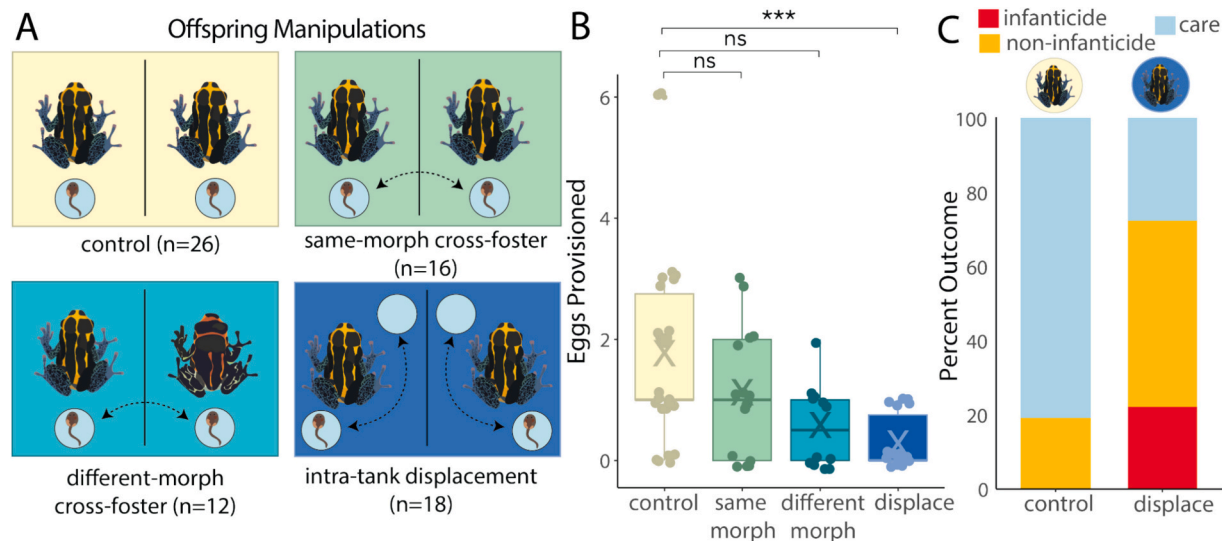 A
Offspring Manipulations
control (n=26)
same-morph cross-foster
(n=16)
different-morph
cross-foster (n=12)
intra-tank displacement
(n=18)
B
***
ns
ns
Eggs Provisioned
6
4
2
0
control
same
morph
different
morph
displace
C
infanticide
non-infanticide
care
Percent Outcome
100
80
60
40
20
0
control
displace